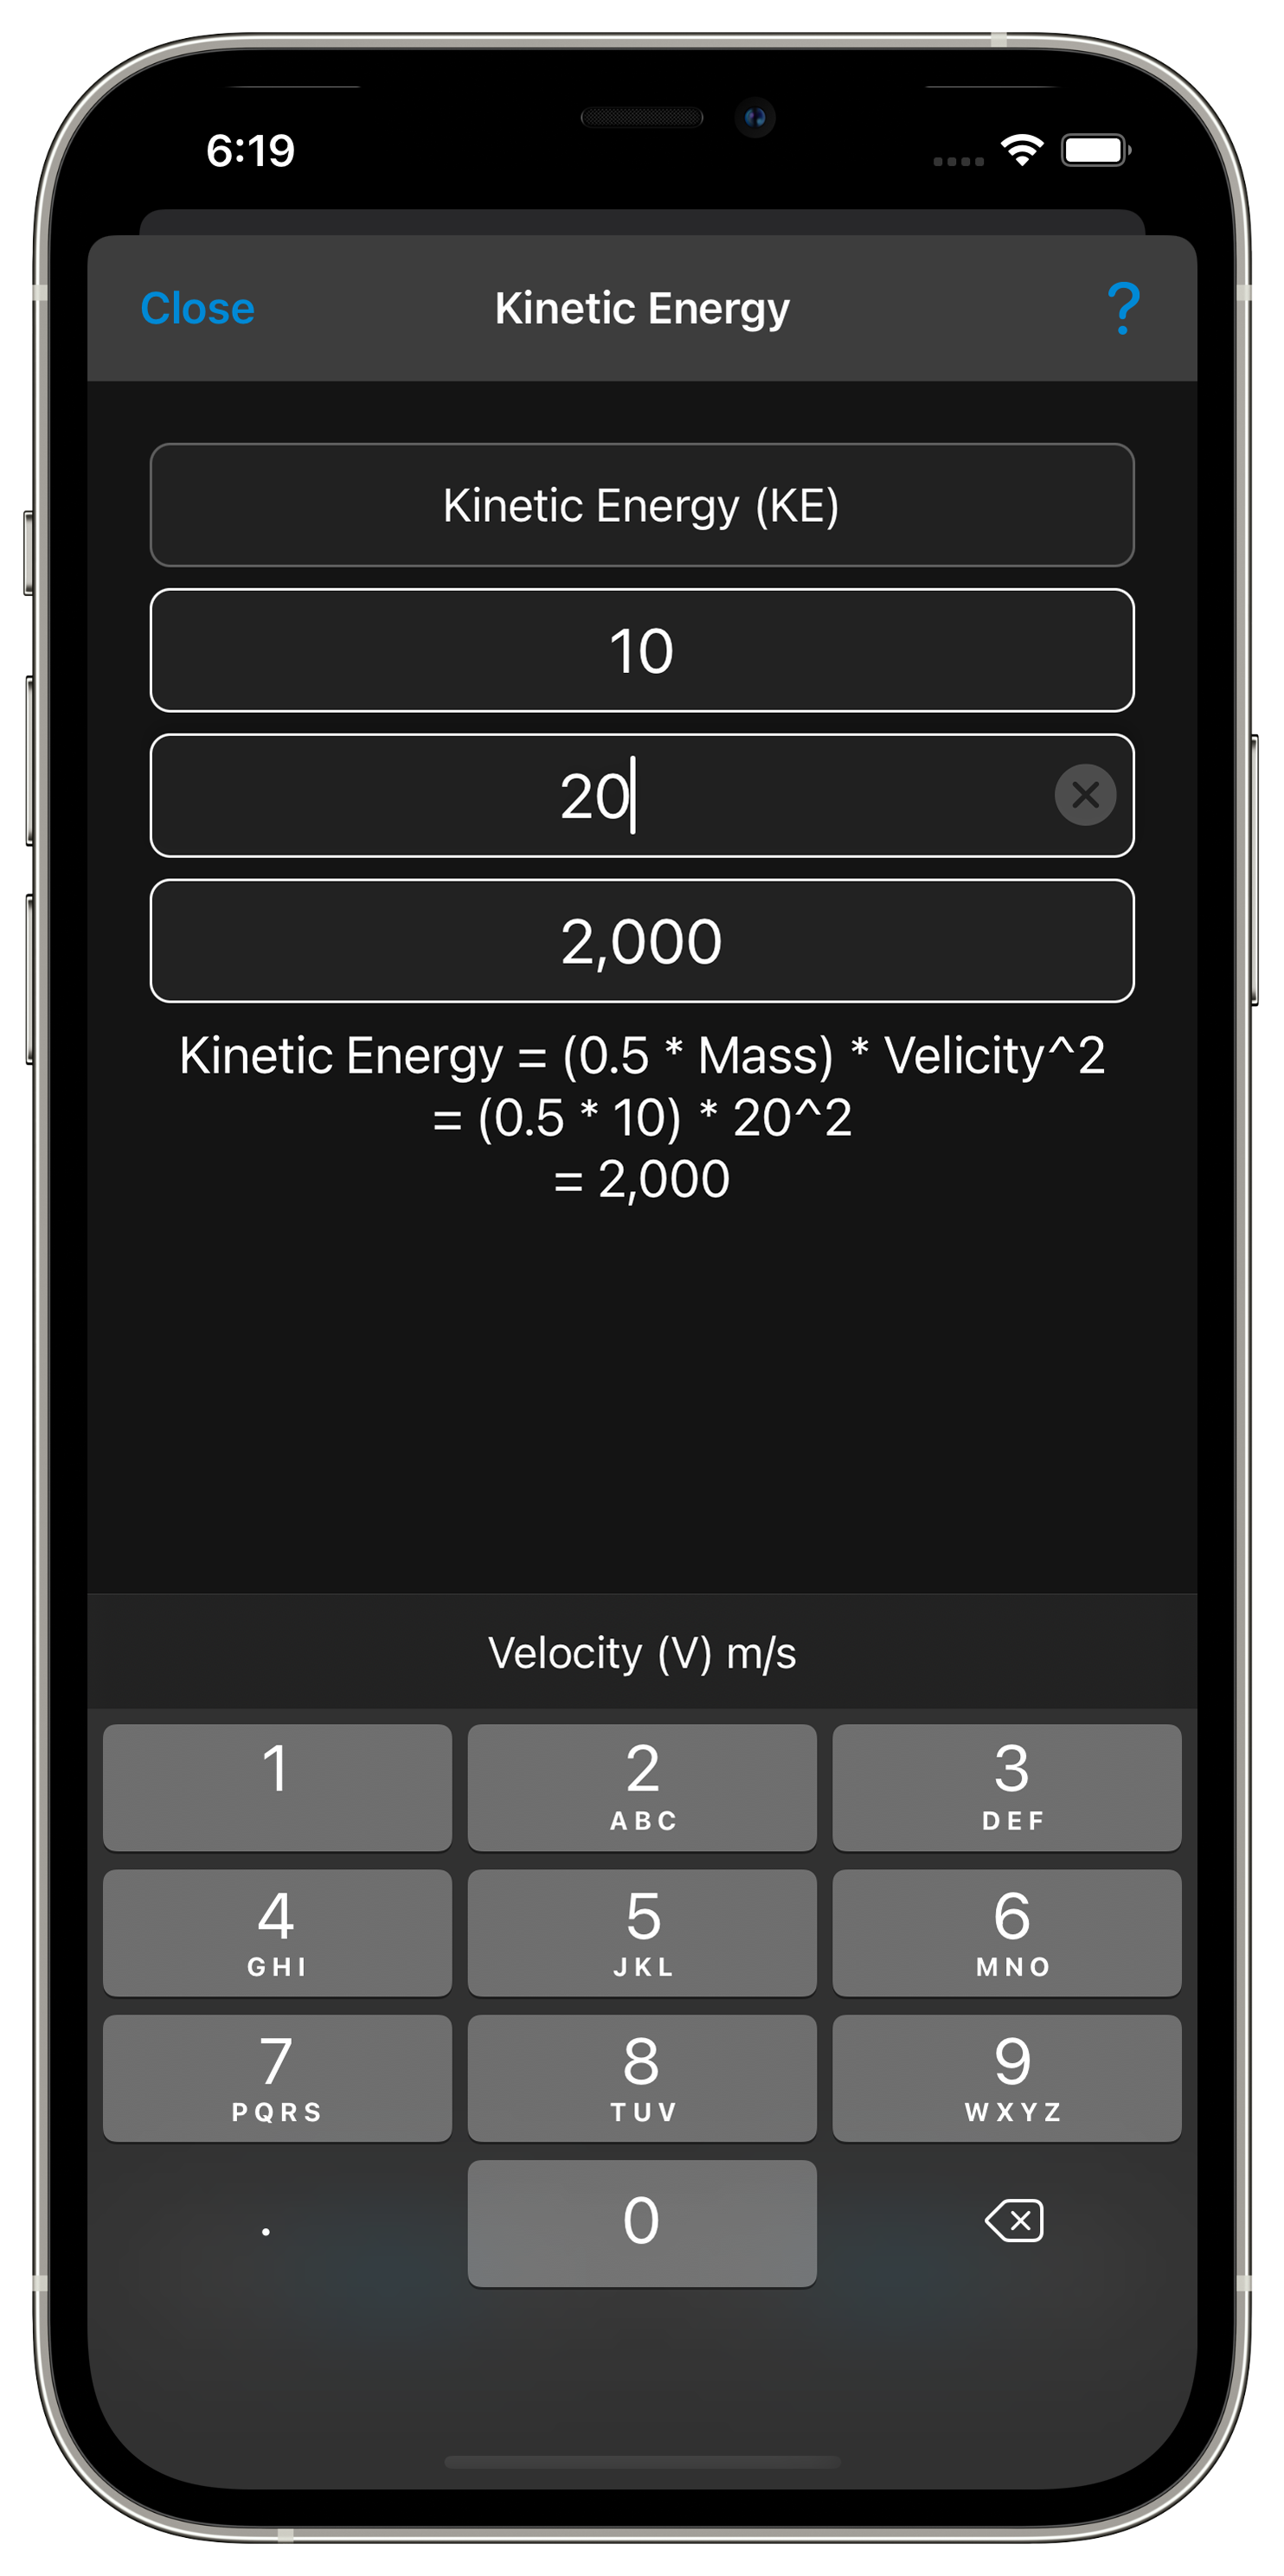 6:19
Close Kinetic Energy ?
Kinetic Energy (KE)
10
20
2,000
Kinetic Energy = (0.5 * Mass) * Velicity^2
= (0.5 * 10) * 20^2
= 2,000
Velocity (V) m/s
1 2 3
ABC DEF
4 5 6
GHI JKL MNO
7 8 9
PQRS TUV WXYZ
. 0